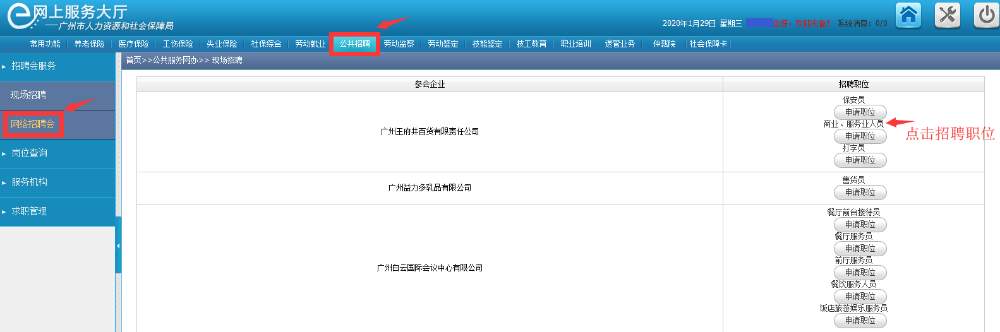 e网上服务大厅
——广州市人力资源和社会保障局
2020年1月29日 星期三 您好，欢迎光临！ 系统消息：0/0
常用功能 养老保险 医疗保险 工伤保险 失业保险 社保综合 劳动就业 公共招聘 劳动监察 劳动鉴定 技能鉴定 技工教育 职业培训 退管业务 仲裁院 社会保障卡
首页>>公共服务网办>> 现场招聘
招聘会服务
现场招聘
网络招聘会
岗位查询
服务机构
求职管理
参会企业 招聘职位
广州王府井百货有限责任公司
保安员
申请职位
商业、服务业人员
申请职位
打字员
申请职位
点击招聘职位
广州益力多乳品有限公司
售货员
申请职位
广州白云国际会议中心有限公司
餐厅前台接待员
申请职位
餐厅服务员
申请职位
前厅服务员
申请职位
餐饮服务人员
申请职位
饭店旅游娱乐服务员
申请职位